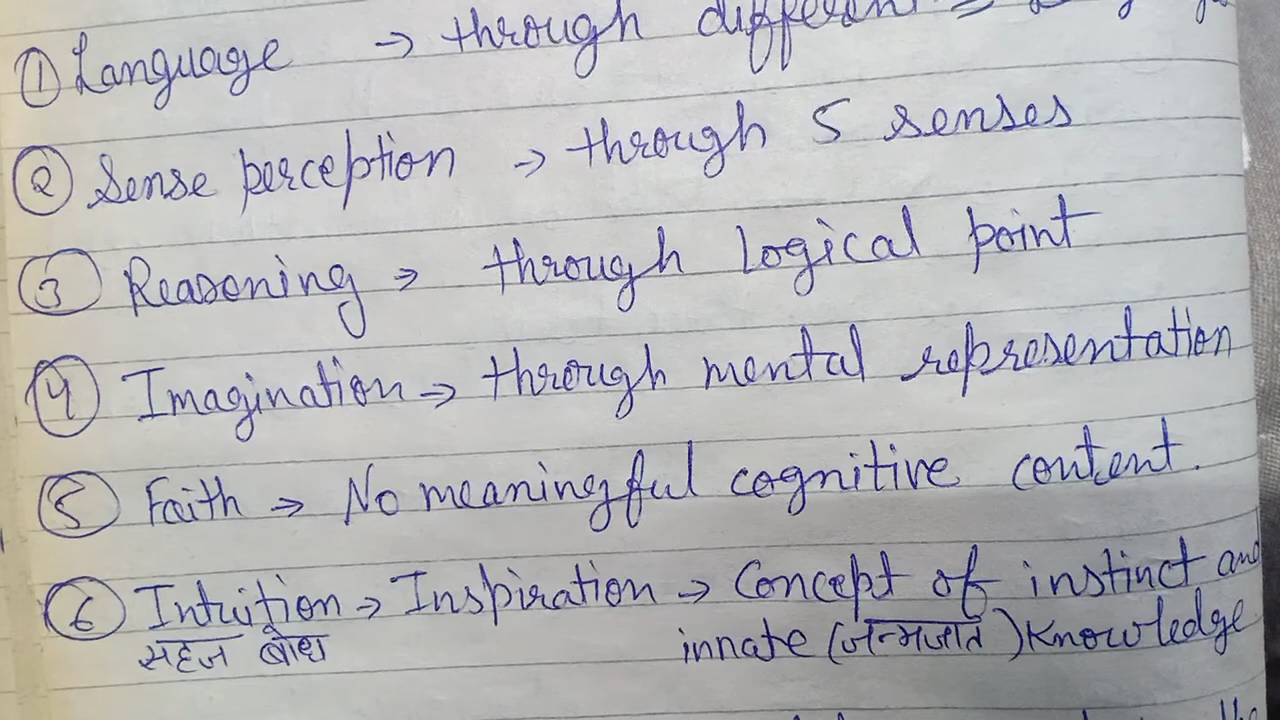 ① Language → through different
② Sense perception → through 5 senses
③ Reasoning → through logical point
④ Imagination → through mental representation
⑤ Faith → No meaningful cognitive content.
⑥ Intuition → Inspiration → Concept of instinct and
सहज बोध innate (जन्मजात) Knowledge